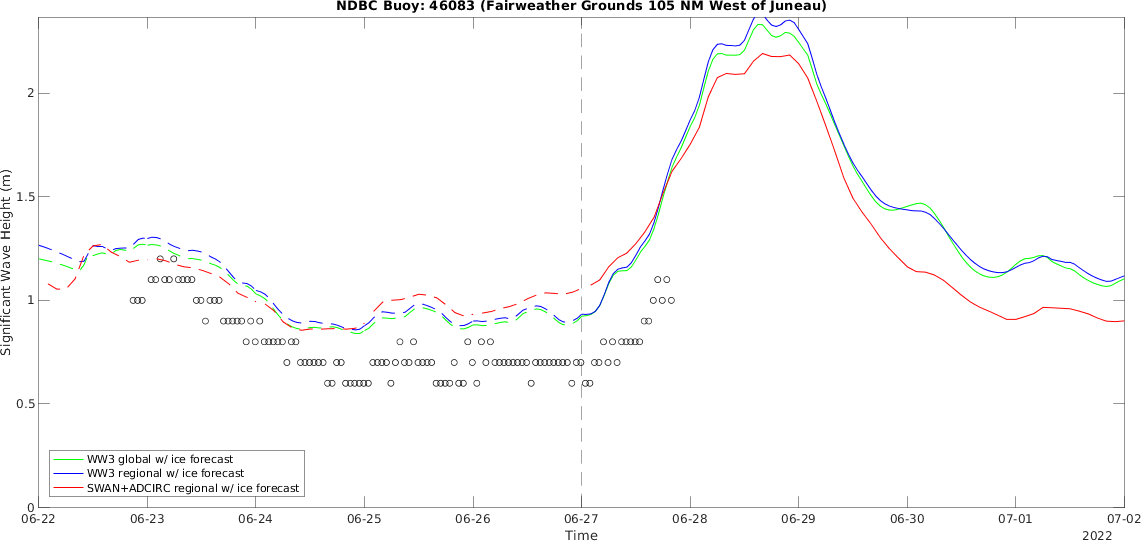 NDBC Buoy: 46083 (Fairweather Grounds 105 NM West of Juneau)
Significant Wave Height (m)
2
1.5
1
0.5
0
WW3 global w/ ice forecast
WW3 regional w/ ice forecast
SWAN+ADCIRC regional w/ ice forecast
06-22 06-23 06-24 06-25 06-26 06-27 06-28 06-29 06-30 07-01 07-02
Time
2022